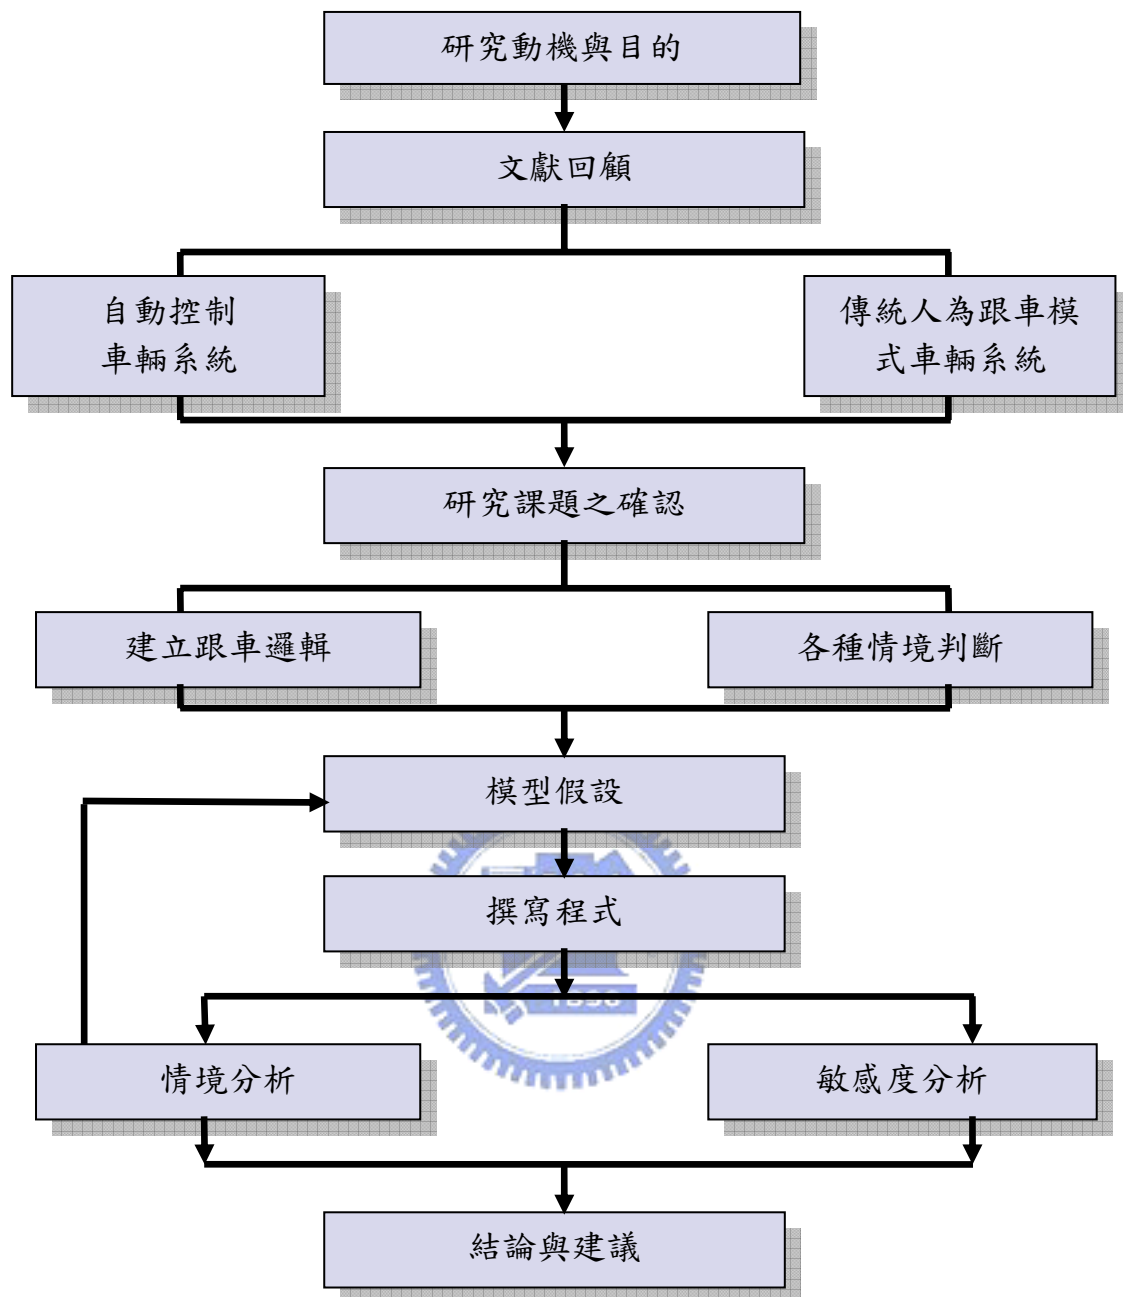 研究動機與目的
文獻回顧
自動控制
車輛系統
傳統人為跟車模
式車輛系統
研究課題之確認
建立跟車邏輯
各種情境判斷
模型假設
撰寫程式
1896
情境分析
敏感度分析
結論與建議